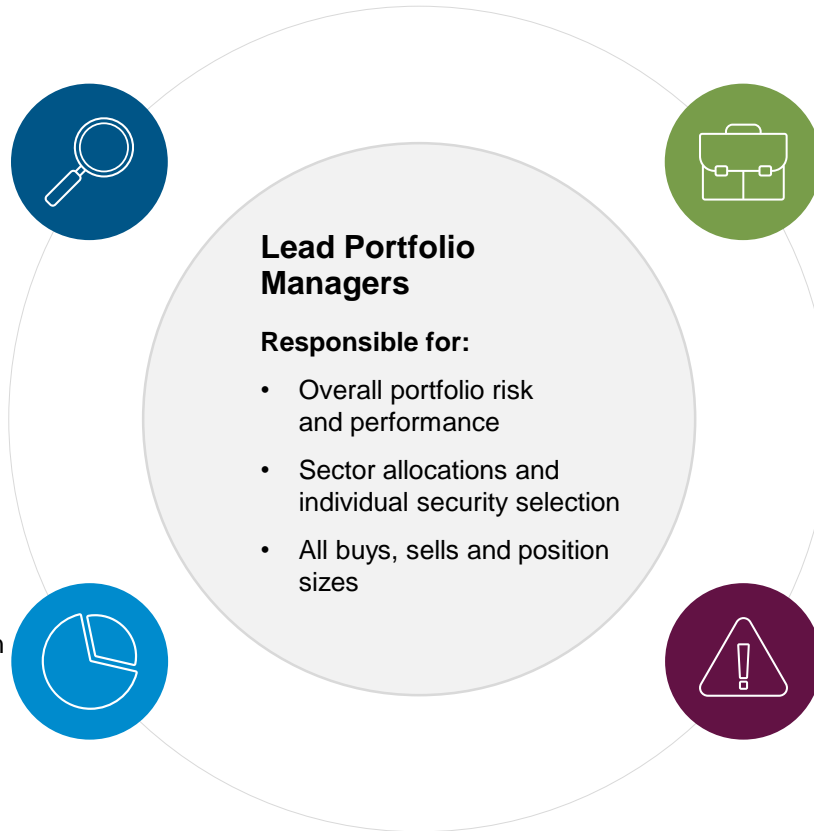 Lead Portfolio
Managers
Responsible for:
• Overall portfolio risk
and performance
• Sector allocations and
individual security selection
• All buys, sells and position
sizes